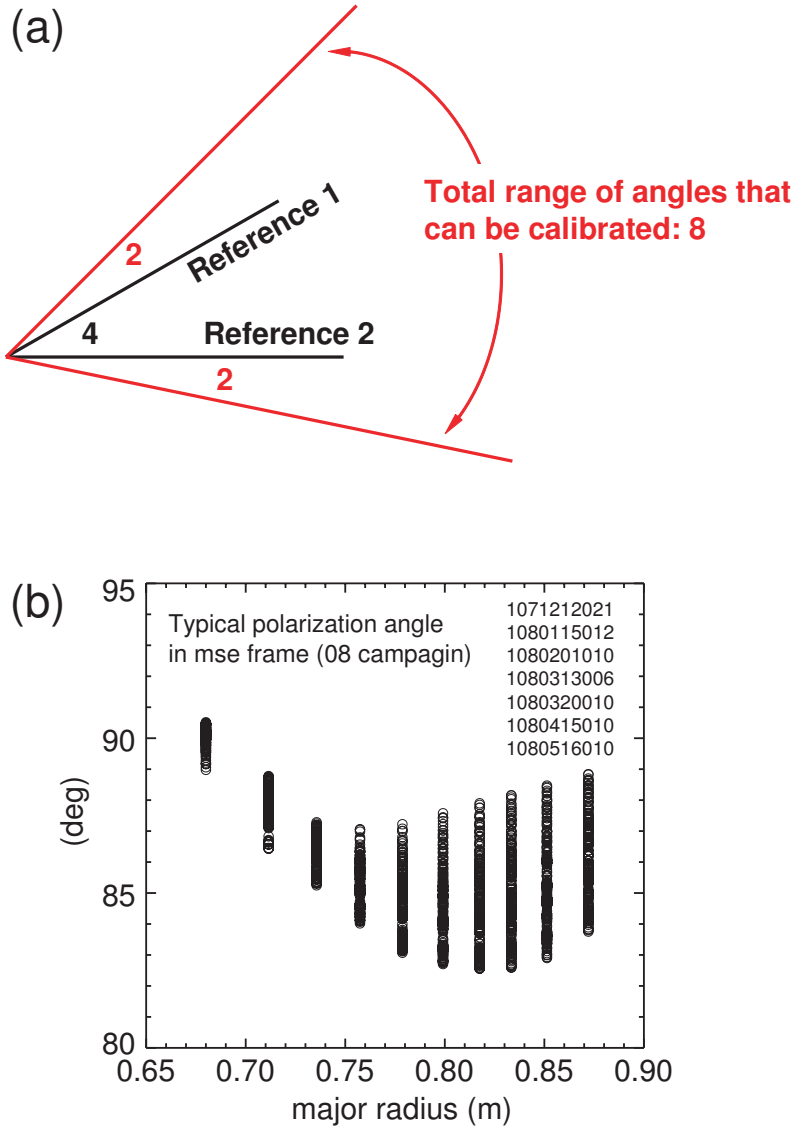 (a)
2
Reference 1
4
Reference 2
2
Total range of angles that
can be calibrated: 8
(b)
95
90
85
80
(deg)
Typical polarization angle
in mse frame (08 campagin)
1071212021
1080115012
1080201010
1080313006
1080320010
1080415010
1080516010
0.65 0.70 0.75 0.80 0.85 0.90
major radius (m)